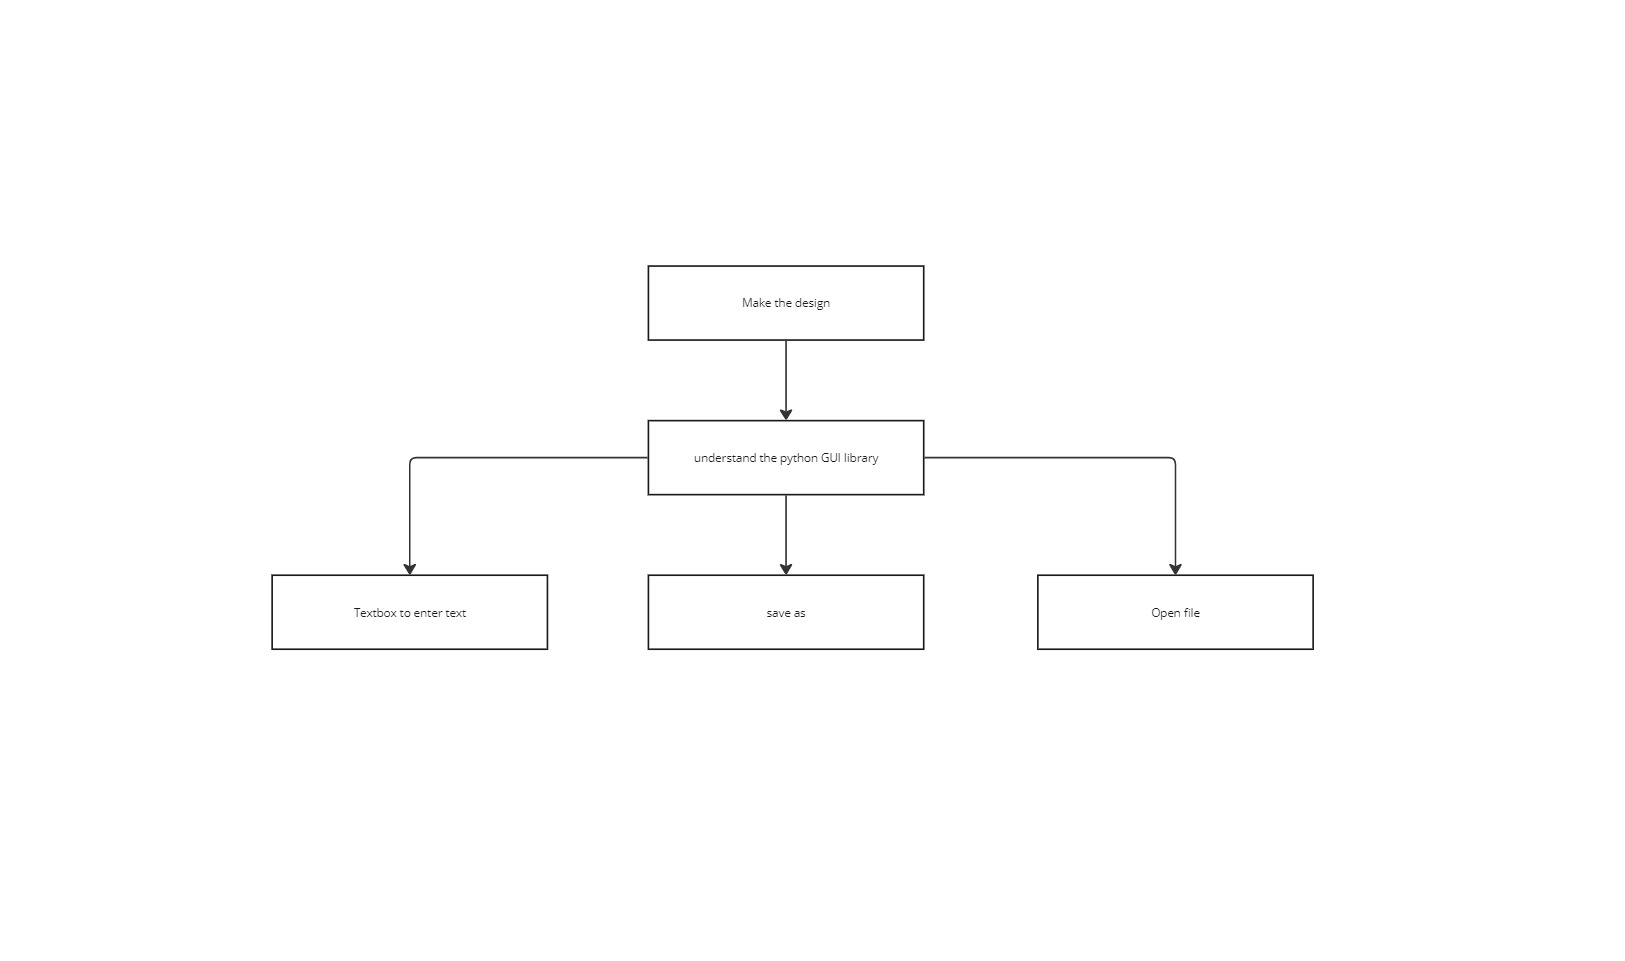 Make the design
understand the python GUI library
Textbox to enter text
save as
Open file